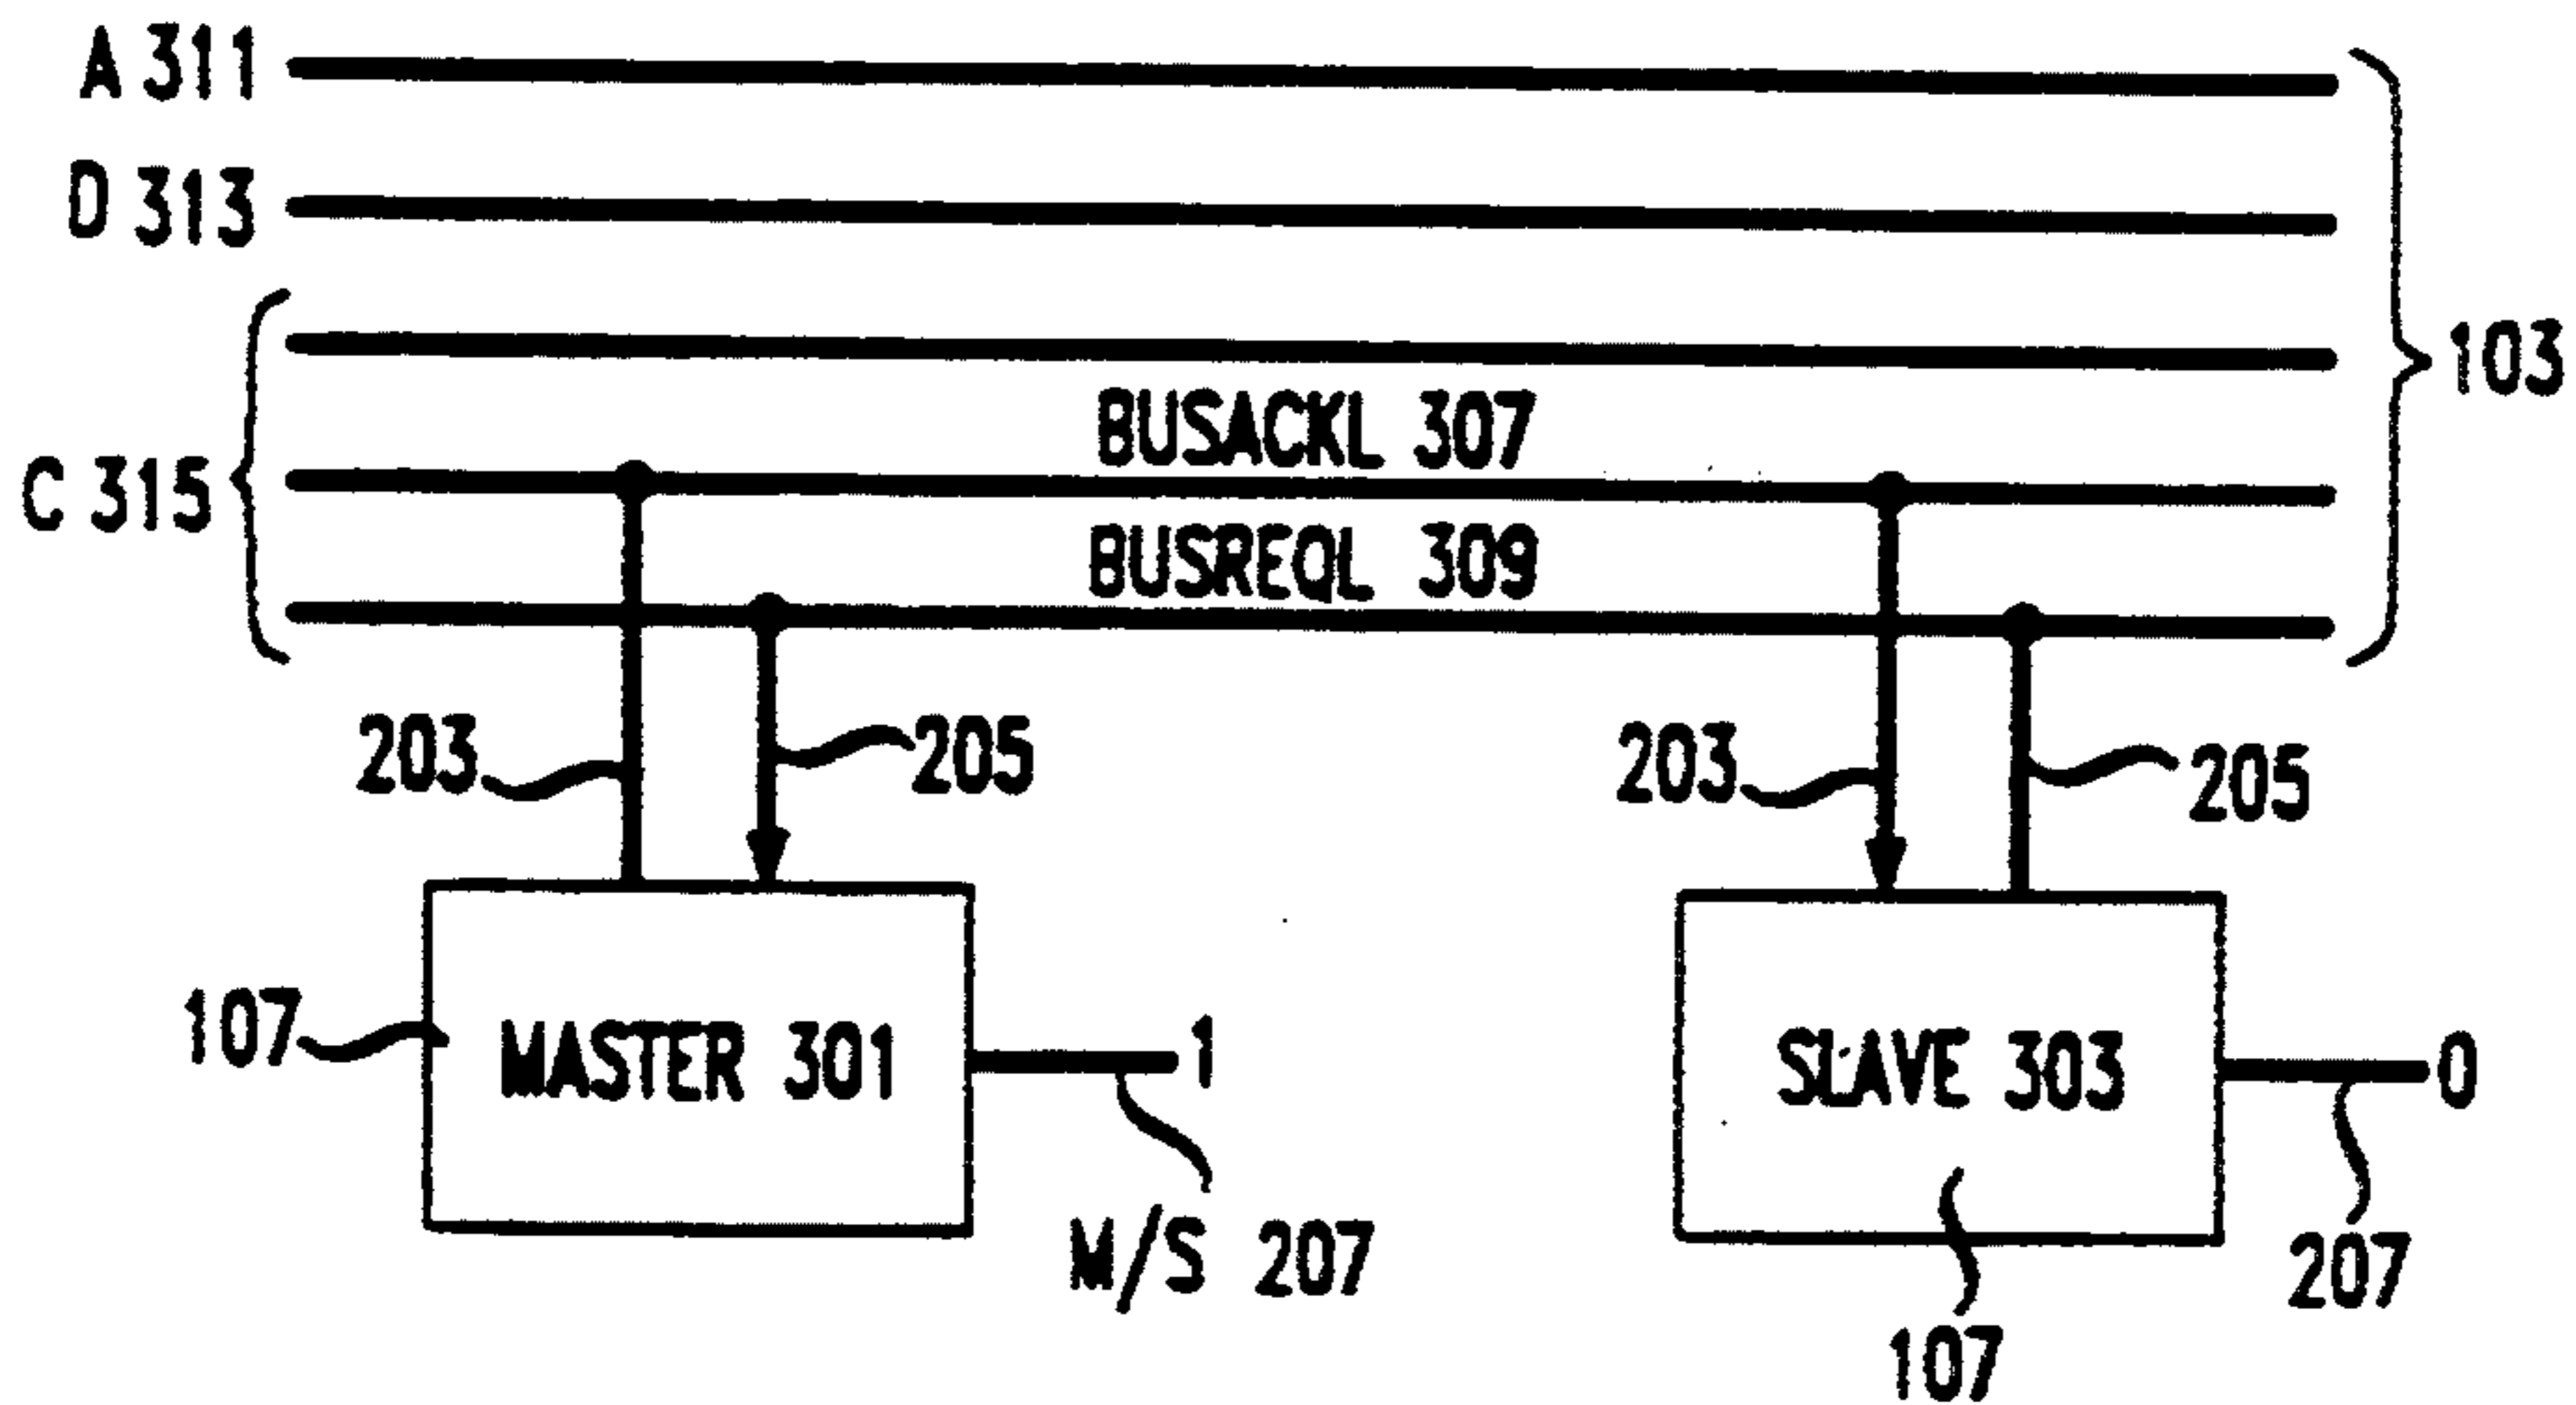 A 311
D 313
103
BUSACKL 307
C 315
BUSREQL 309
203
205
203
205
107
MASTER 301
1
SLAVE 303
0
M/S 207
207
107